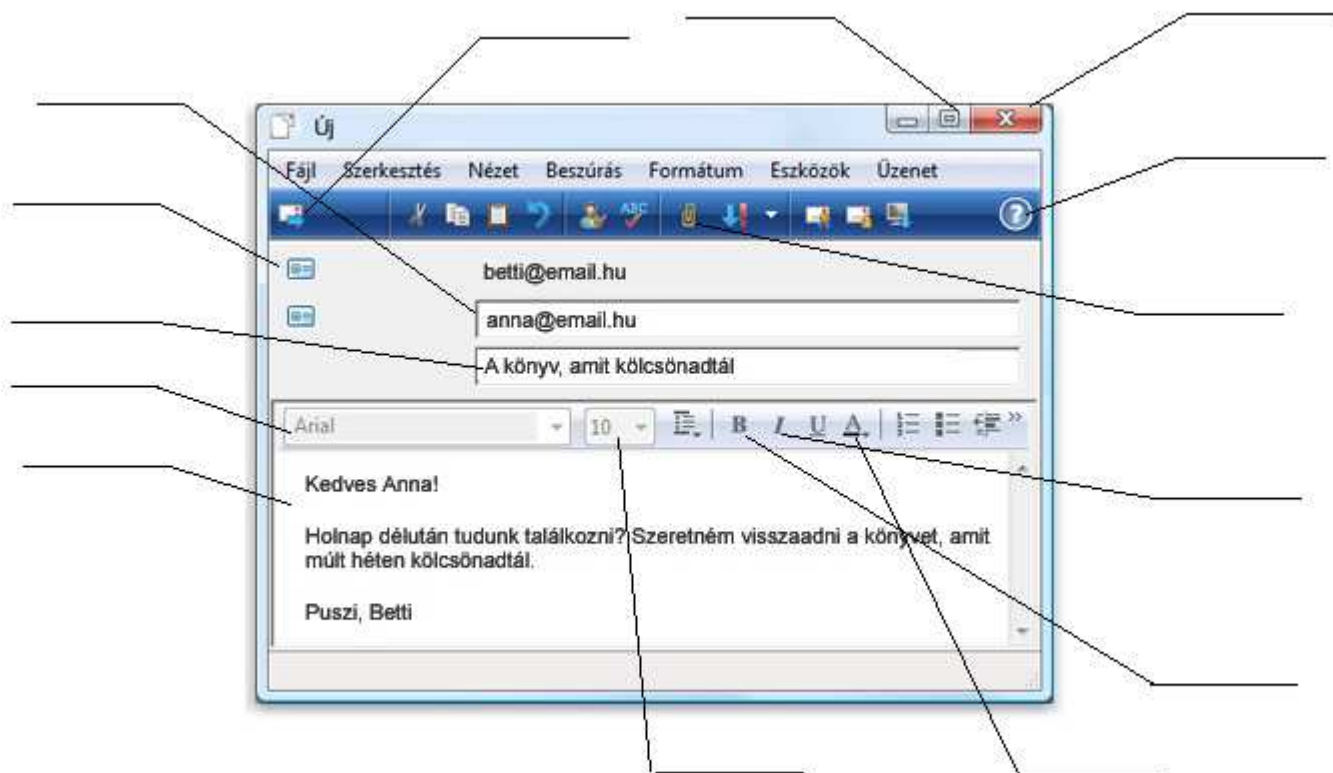 Új
Fájl Szerkesztés Nézet Beszúrás Formátum Eszközök Üzenet
ABC ?
betti@email.hu
anna@email.hu
A könyv, amit kölcsönadtál
Arial 10 B I U A
Kedves Anna!
Holnap délután tudunk találkozni? Szeretném visszaadni a könyvet, amit
múlt héten kölcsönadtál.
Puszi, Betti